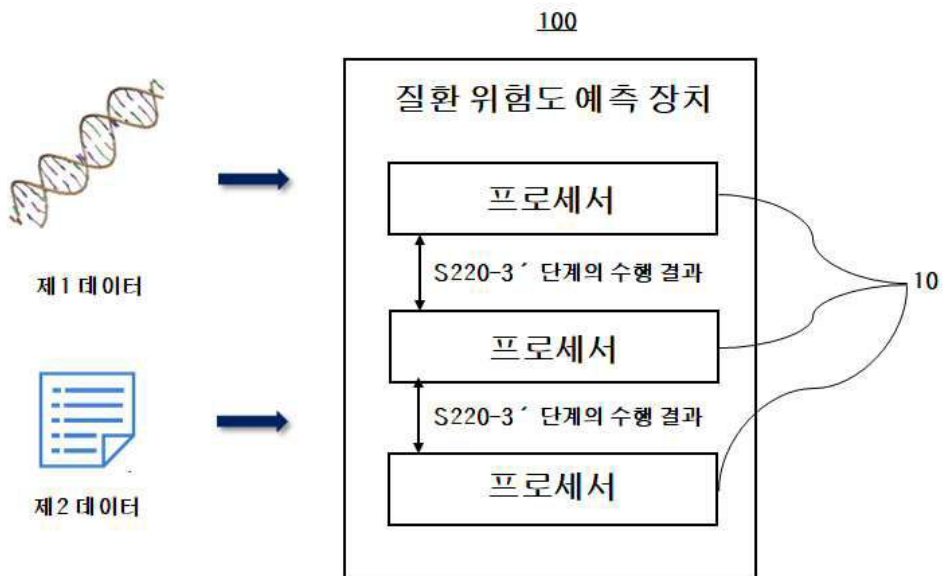 100
질환 위험도 예측 장치
프로세서
S220-3´ 단계의 수행 결과
제1 데이터
10
프로세서
S220-3´ 단계의 수행 결과
프로세서
제2 데이터